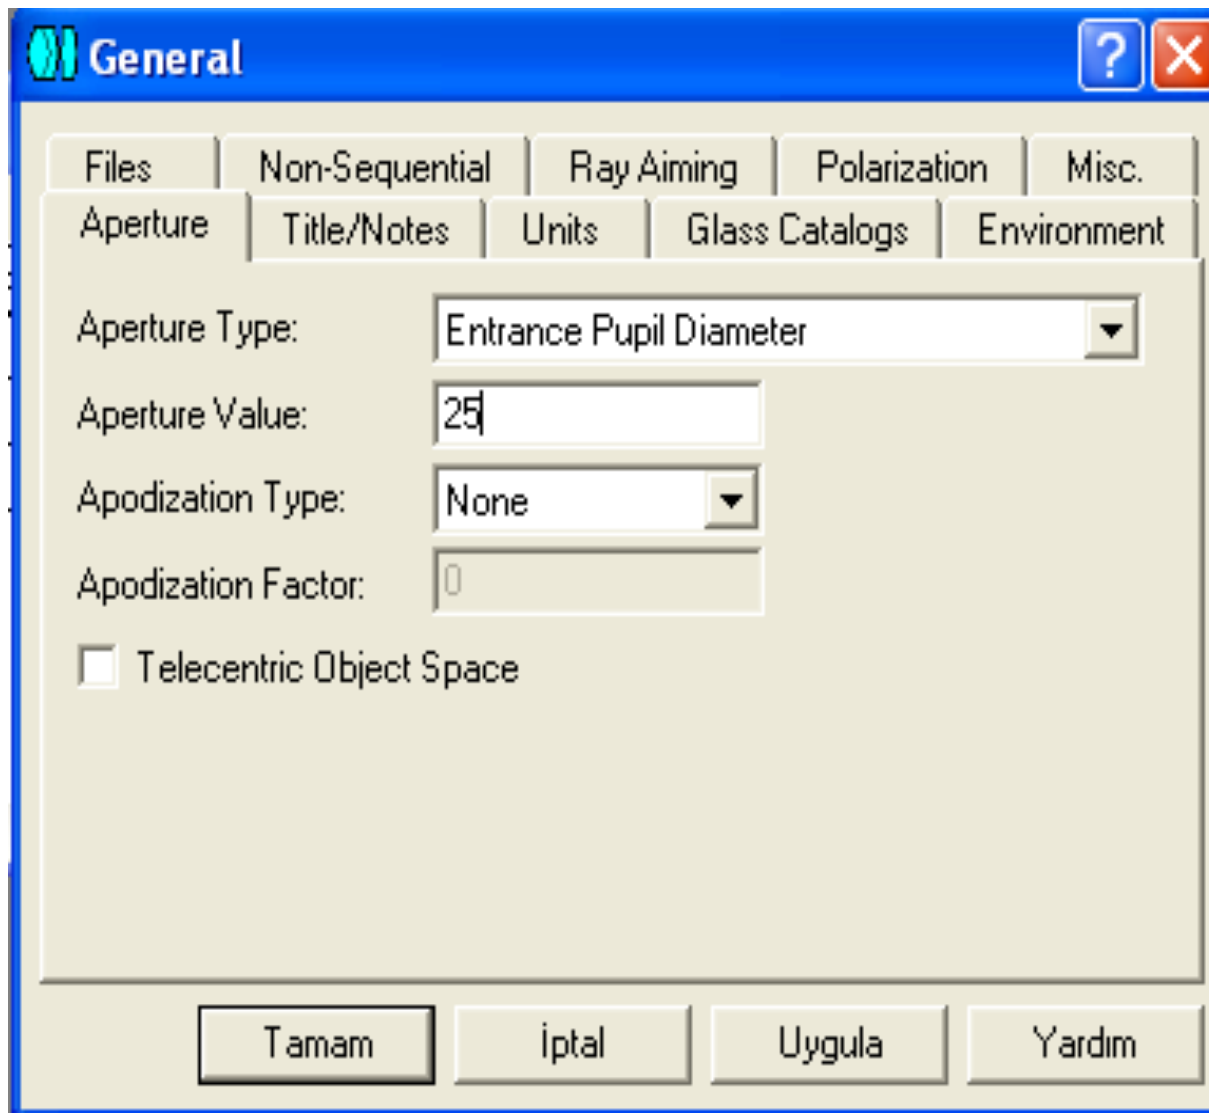 General
Files Non-Sequential Ray Aiming Polarization Misc.
Aperture Title/Notes Units Glass Catalogs Environment
Aperture Type: Entrance Pupil Diameter
Aperture Value: 25
Apodization Type: None
Apodization Factor: 0
Telecentric Object Space
Tamam İptal Uygula Yardım